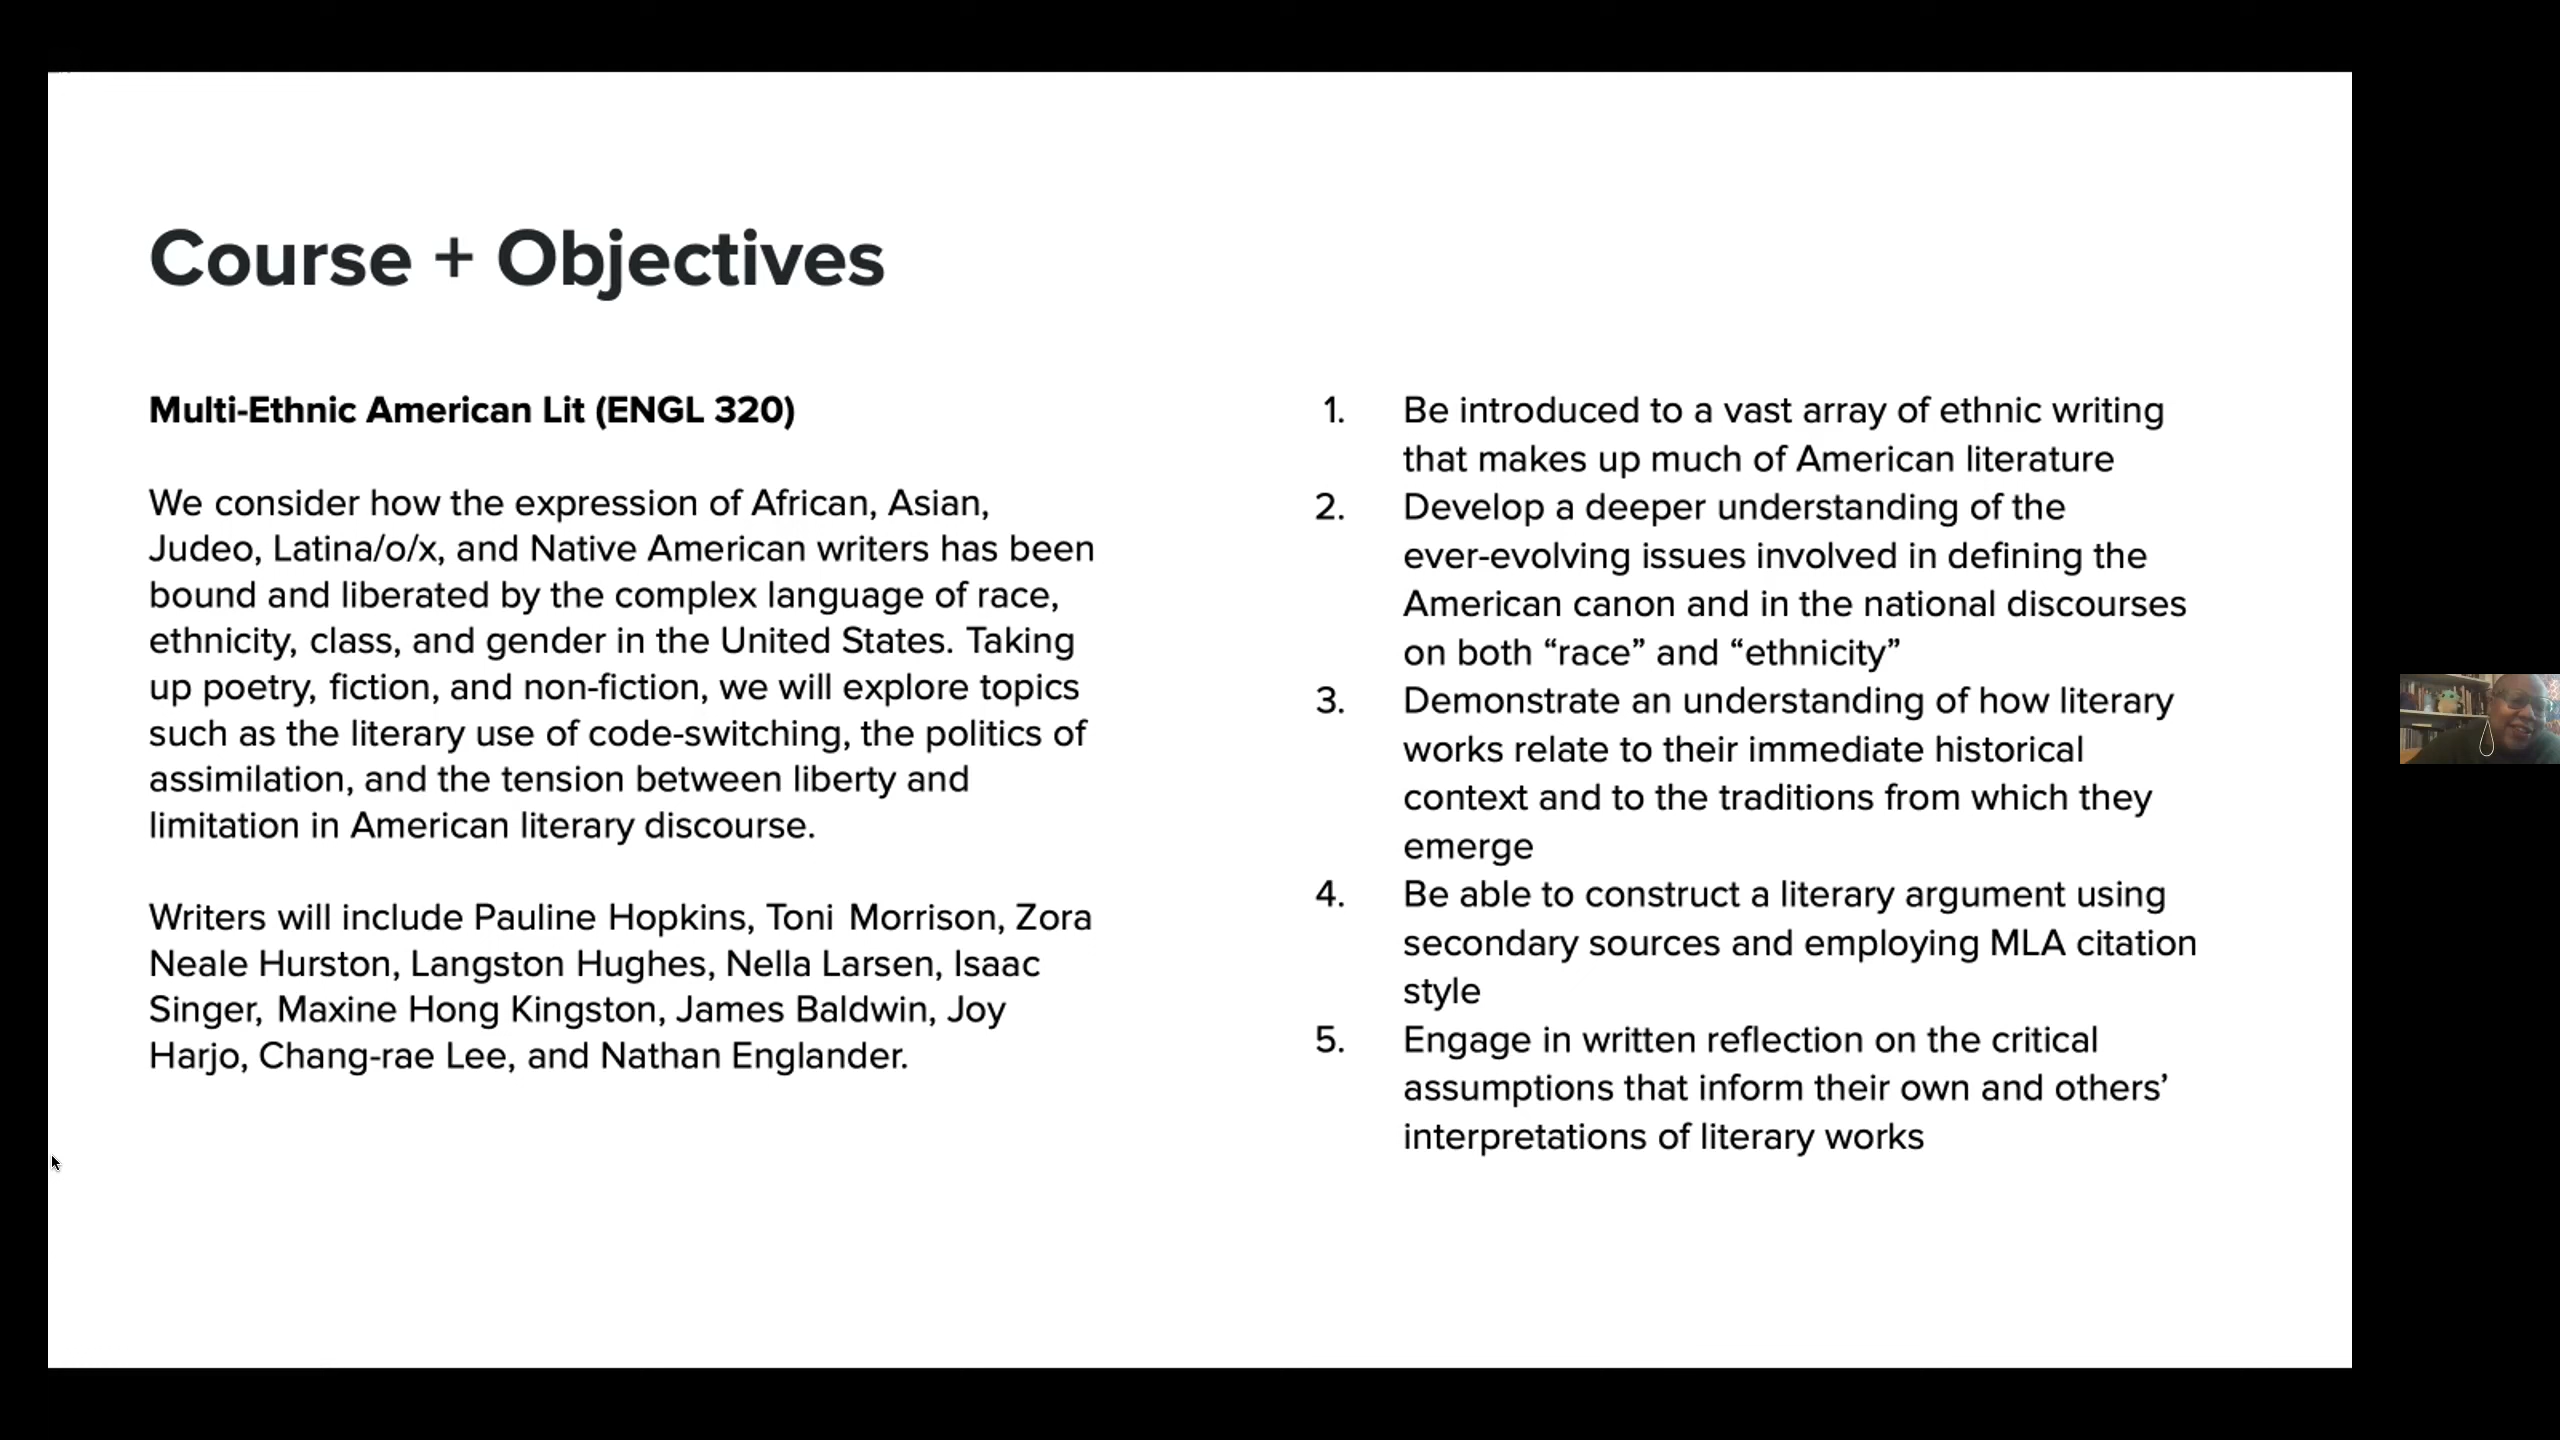 Course + Objectives
Multi-Ethnic American Lit (ENGL 320)
We consider how the expression of African, Asian,
Judeo, Latina/o/x, and Native American writers has been
bound and liberated by the complex language of race,
ethnicity, class, and gender in the United States. Taking
up poetry, fiction, and non-fiction, we will explore topics
such as the literary use of code-switching, the politics of
assimilation, and the tension between liberty and
limitation in American literary discourse.
Writers will include Pauline Hopkins, Toni Morrison, Zora
Neale Hurston, Langston Hughes, Nella Larsen, Isaac
Singer, Maxine Hong Kingston, James Baldwin, Joy
Harjo, Chang-rae Lee, and Nathan Englander.
1. Be introduced to a vast array of ethnic writing
that makes up much of American literature
2. Develop a deeper understanding of the
ever-evolving issues involved in defining the
American canon and in the national discourses
on both “race” and “ethnicity”
3. Demonstrate an understanding of how literary
works relate to their immediate historical
context and to the traditions from which they
emerge
4. Be able to construct a literary argument using
secondary sources and employing MLA citation
style
5. Engage in written reflection on the critical
assumptions that inform their own and others’
interpretations of literary works